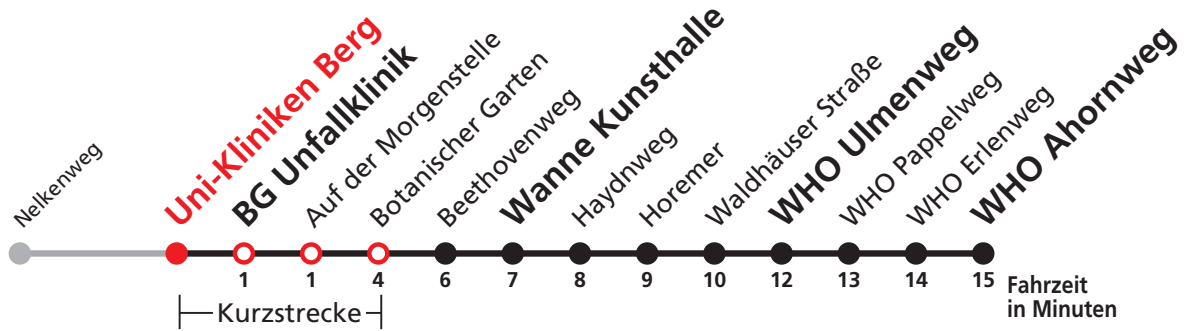 Nelkenweg
Uni-Kliniken Berg
BG Unfallklinik
Auf der Morgenstelle
Botanischer Garten
Beethovenweg
Wanne Kunsthalle
Haydnweg
Horemer
Waldhäuser Straße
WHO Ulmenweg
WHO Pappelweg
WHO Erlenweg
WHO Ahornweg
1 1 4 6 7 8 9 10 12 13 14 15
Fahrzeit
in Minuten
Kurzstrecke